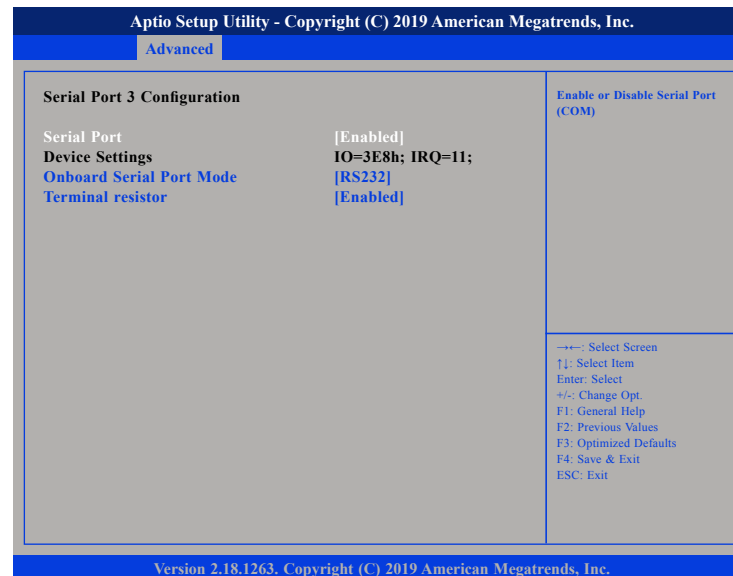 Aptio Setup Utility - Copyright (C) 2019 American Megatrends, Inc.
Advanced
Serial Port 3 Configuration
Serial Port [Enabled]
Device Settings IO=3E8h; IRQ=11;
Onboard Serial Port Mode [RS232]
Terminal resistor [Enabled]
Enable or Disable Serial Port
(COM)
→←: Select Screen
↑↓: Select Item
Enter: Select
+/-: Change Opt.
F1: General Help
F2: Previous Values
F3: Optimized Defaults
F4: Save & Exit
ESC: Exit
Version 2.18.1263. Copyright (C) 2019 American Megatrends, Inc.